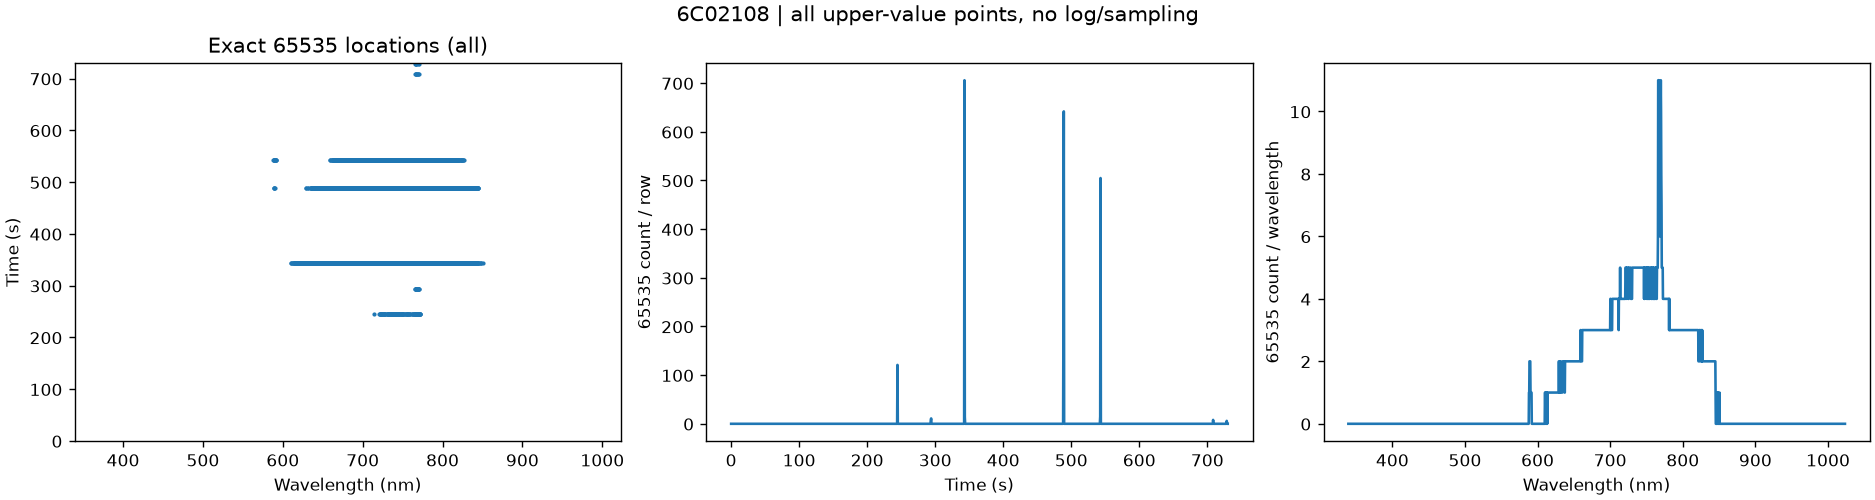 6C02108 | all upper-value points, no log/sampling
Exact 65535 locations (all)
Time (s)
700
600
500
400
300
200
100
0
400 500 600 700 800 900 1000
Wavelength (nm)
65535 count / row
700
600
500
400
300
200
100
0
0 100 200 300 400 500 600 700
Time (s)
65535 count / wavelength
10
8
6
4
2
0
400 500 600 700 800 900 1000
Wavelength (nm)